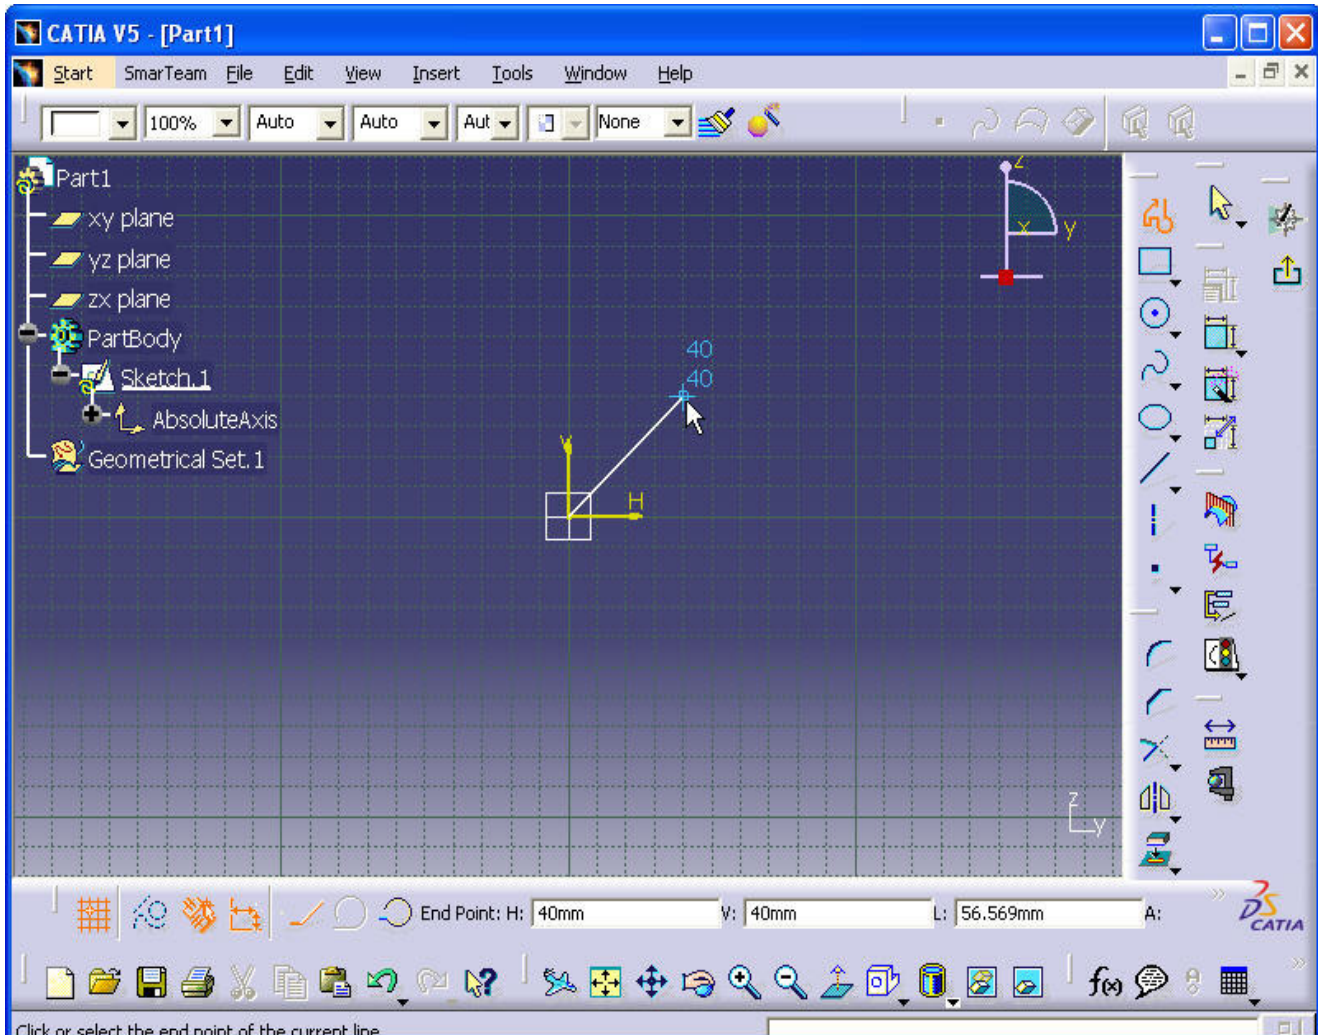 CATIA V5 - [Part1]
Start SmarTeam File Edit View Insert Tools Window Help
100% Auto Auto Aut None
Part1
xy plane
yz plane
zx plane
PartBody
Sketch.1
AbsoluteAxis
Geometrical Set.1
z
x y
40
40
V
H
z
y
End Point: H: 40mm V: 40mm L: 56.569mm A:
DS CATIA
f(x)
Click or select the end point of the current line